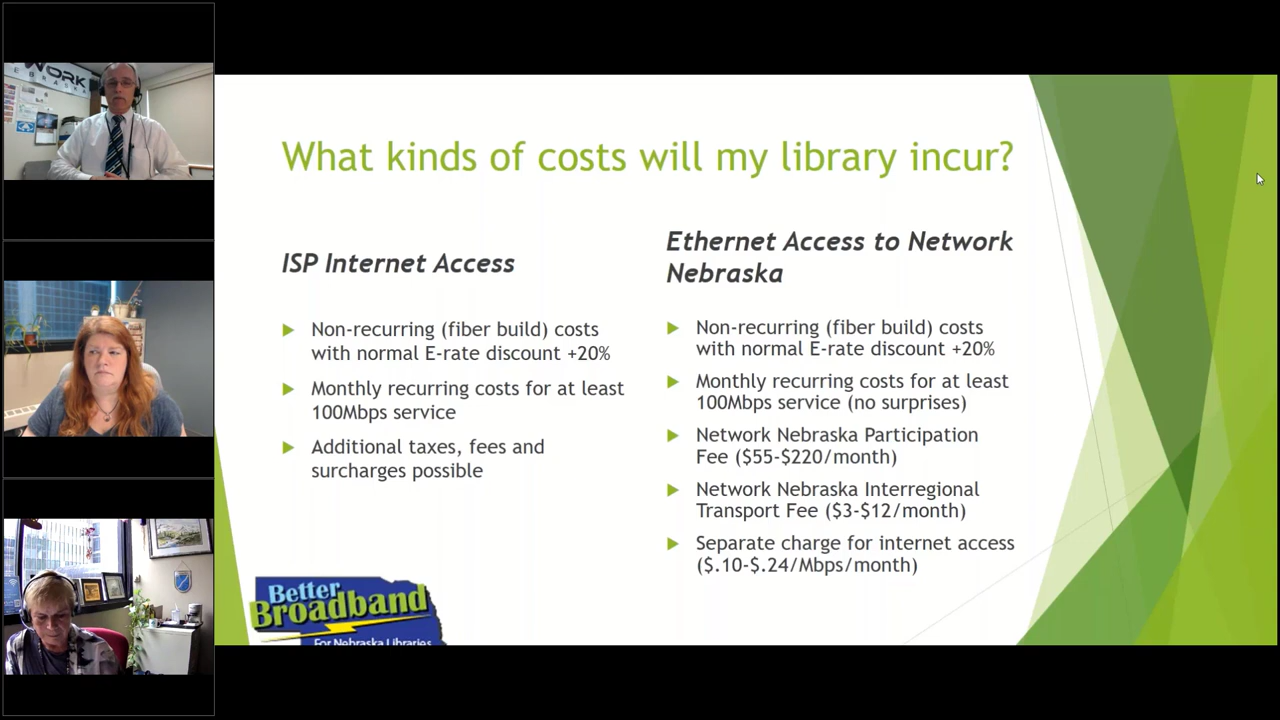 WORK
What kinds of costs will my library incur?
ISP Internet Access
Non-recurring (fiber build) costs
with normal E-rate discount +20%
Monthly recurring costs for at least
100Mbps service
Additional taxes, fees and
surcharges possible
Ethernet Access to Network
Nebraska
Non-recurring (fiber build) costs
with normal E-rate discount +20%
Monthly recurring costs for at least
100Mbps service (no surprises)
Network Nebraska Participation
Fee ($55-$220/month)
Network Nebraska Interregional
Transport Fee ($3-$12/month)
Separate charge for internet access
($.10-$.24/Mbps/month)
Better
Broadband
For Nebraska Libraries